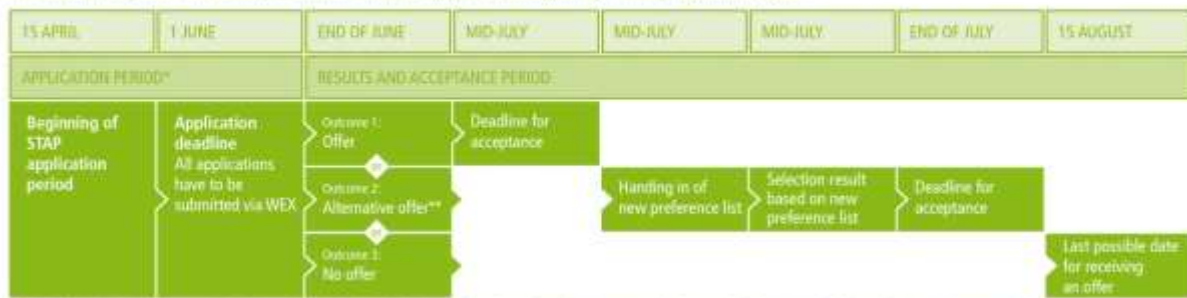 15 APRIL
1 JUNE
END OF JUNE
MID-JULY
MID-JULY
MID-JULY
END OF JULY
15 AUGUST
APPLICATION PERIOD*
RESULTS AND ACCEPTANCE PERIOD
Beginning of
STAP
application
period
Application
deadline
All applications
have to be
submitted via WEX
Outcome 1:
Offer
or
Outcome 2:
Alternative offer**
or
Outcome 3:
No offer
Deadline for
acceptance
Handing in of
new preference list
Selection result
based on new
preference list
Deadline for
acceptance
Last possible date
for receiving
an offer